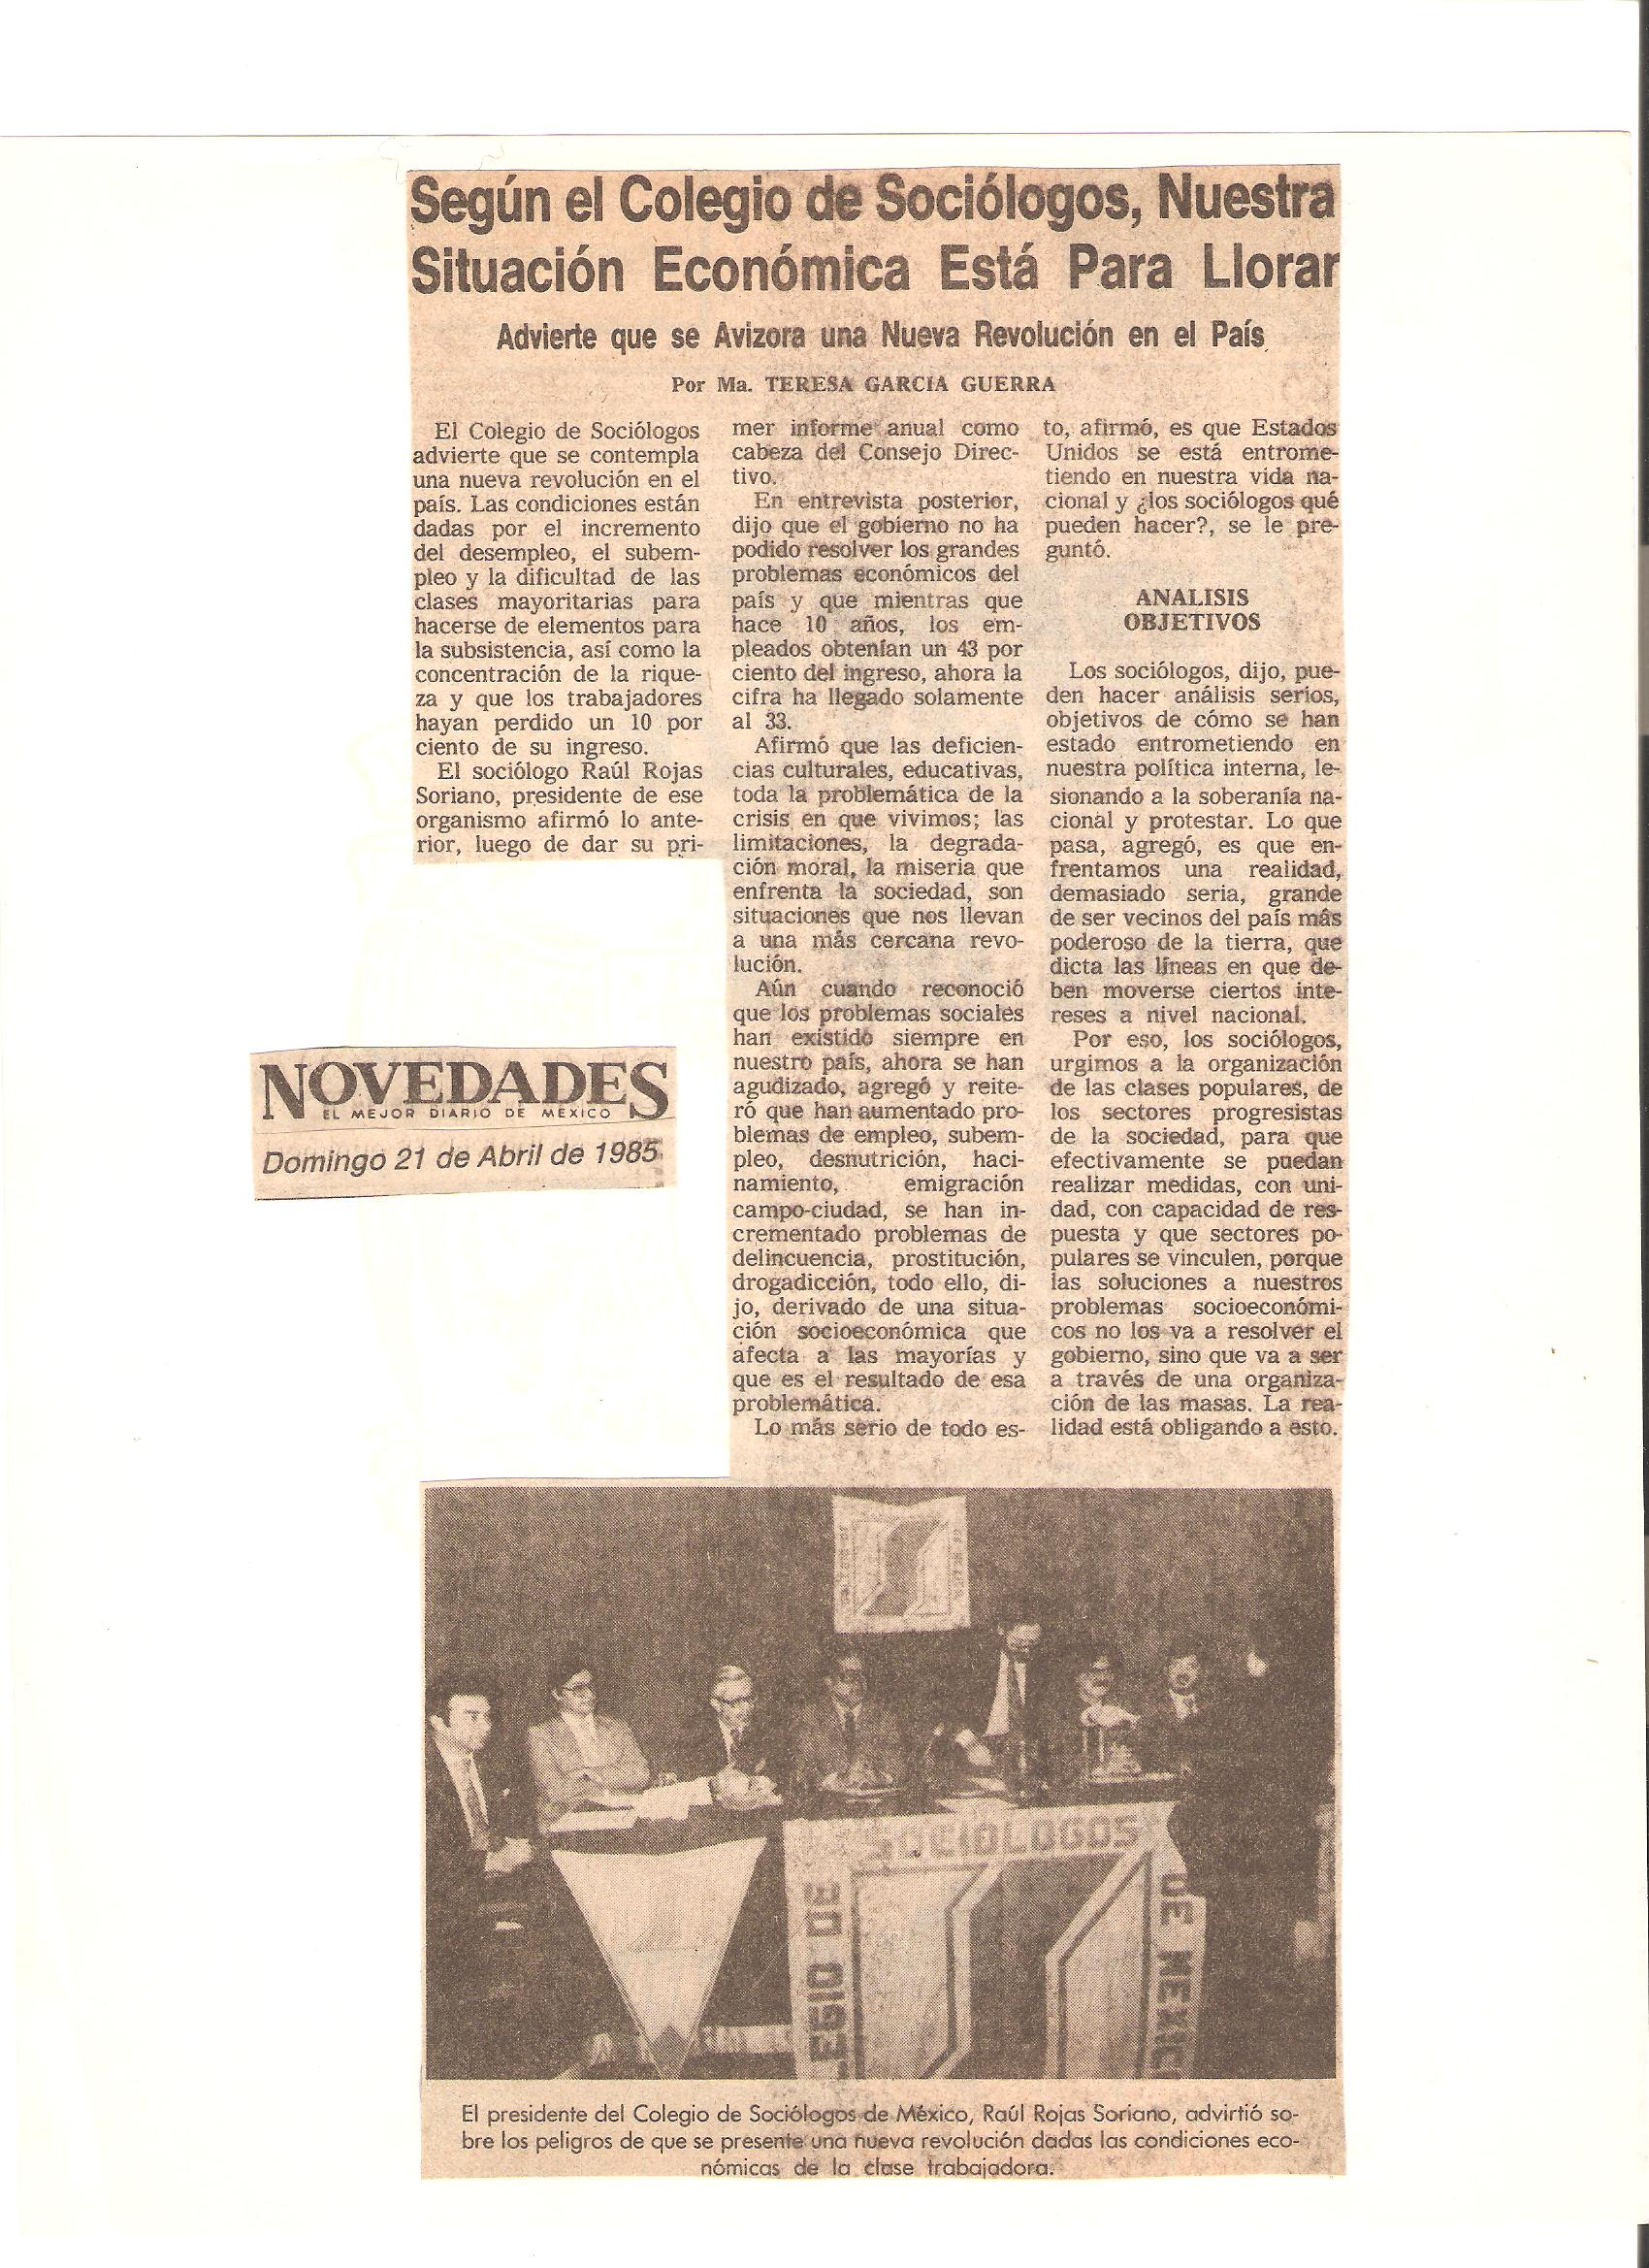 Según el Colegio de Sociólogos, Nuestra
Situación Económica Está Para Llorar
Advierte que se Avizora una Nueva Revolución en el País
Por Ma. TERESA GARCIA GUERRA
El Colegio de Sociólogos
advierte que se contempla
una nueva revolución en el
país. Las condiciones están
dadas por el incremento
del desempleo, el subem-
pleo y la dificultad de las
clases mayoritarias para
hacerse de elementos para
la subsistencia, así como la
concentración de la rique-
za y que los trabajadores
hayan perdido un 10 por
ciento de su ingreso.
El sociólogo Raúl Rojas
Soriano, presidente de ese
organismo afirmó lo ante-
rior, luego de dar su pri-
mer informe anual como
cabeza del Consejo Direc-
tivo.
En entrevista posterior,
dijo que el gobierno no ha
podido resolver los grandes
problemas económicos del
país y que mientras que
hace 10 años, los em-
pleados obtenían un 43 por
ciento del ingreso, ahora la
cifra ha llegado solamente
al 33.
Afirmó que las deficien-
cias culturales, educativas,
toda la problemática de la
crisis en que vivimos; las
limitaciones, la degrada-
ción moral, la miseria que
enfrenta la sociedad, son
situaciones que nos llevan
a una más cercana revo-
lución.
Aún cuando reconoció
que los problemas sociales
han existido siempre en
nuestro país, ahora se han
agudizado, agregó y reite-
ró que han aumentado pro-
blemas de empleo, subem-
pleo, desnutrición, haci-
namiento, emigración
campo-ciudad, se han in-
crementado problemas de
delincuencia, prostitución,
drogadicción, todo ello, di-
jo, derivado de una situa-
ción socioeconómica que
afecta a las mayorías y
que es el resultado de esa
problemática.
Lo más serio de todo es-
to, afirmó, es que Estados
Unidos se está entrome-
tiendo en nuestra vida na-
cional y ¿los sociólogos qué
pueden hacer?, se le pre-
guntó.
ANALISIS
OBJETIVOS
Los sociólogos, dijo, pue-
den hacer análisis serios,
objetivos de cómo se han
estado entrometiendo en
nuestra política interna, le-
sionando a la soberanía na-
cional y protestar. Lo que
pasa, agregó, es que en-
frentamos una realidad,
demasiado seria, grande
de ser vecinos del país más
poderoso de la tierra, que
dicta las líneas en que de-
ben moverse ciertos inte-
reses a nivel nacional.
Por eso, los sociólogos,
urgimos a la organización
de las clases populares, de
los sectores progresistas
de la sociedad, para que
efectivamente se puedan
realizar medidas, con uni-
dad, con capacidad de res-
puesta y que sectores po-
pulares se vinculen, porque
las soluciones a nuestros
problemas socioeconómi-
cos no los va a resolver el
gobierno, sino que va a ser
a través de una organiza-
ción de las masas. La rea-
lidad está obligando a esto.
NOVEDADES
EL MEJOR DIARIO DE MEXICO
Domingo 21 de Abril de 1985
LEGIO DE
SOCIOLOGOS
DE MEXIC
El presidente del Colegio de Sociólogos de México, Raúl Rojas Soriano, advirtió so-
bre los peligros de que se presente una nueva revolución dadas las condiciones eco-
nómicas de la clase trabajadora.